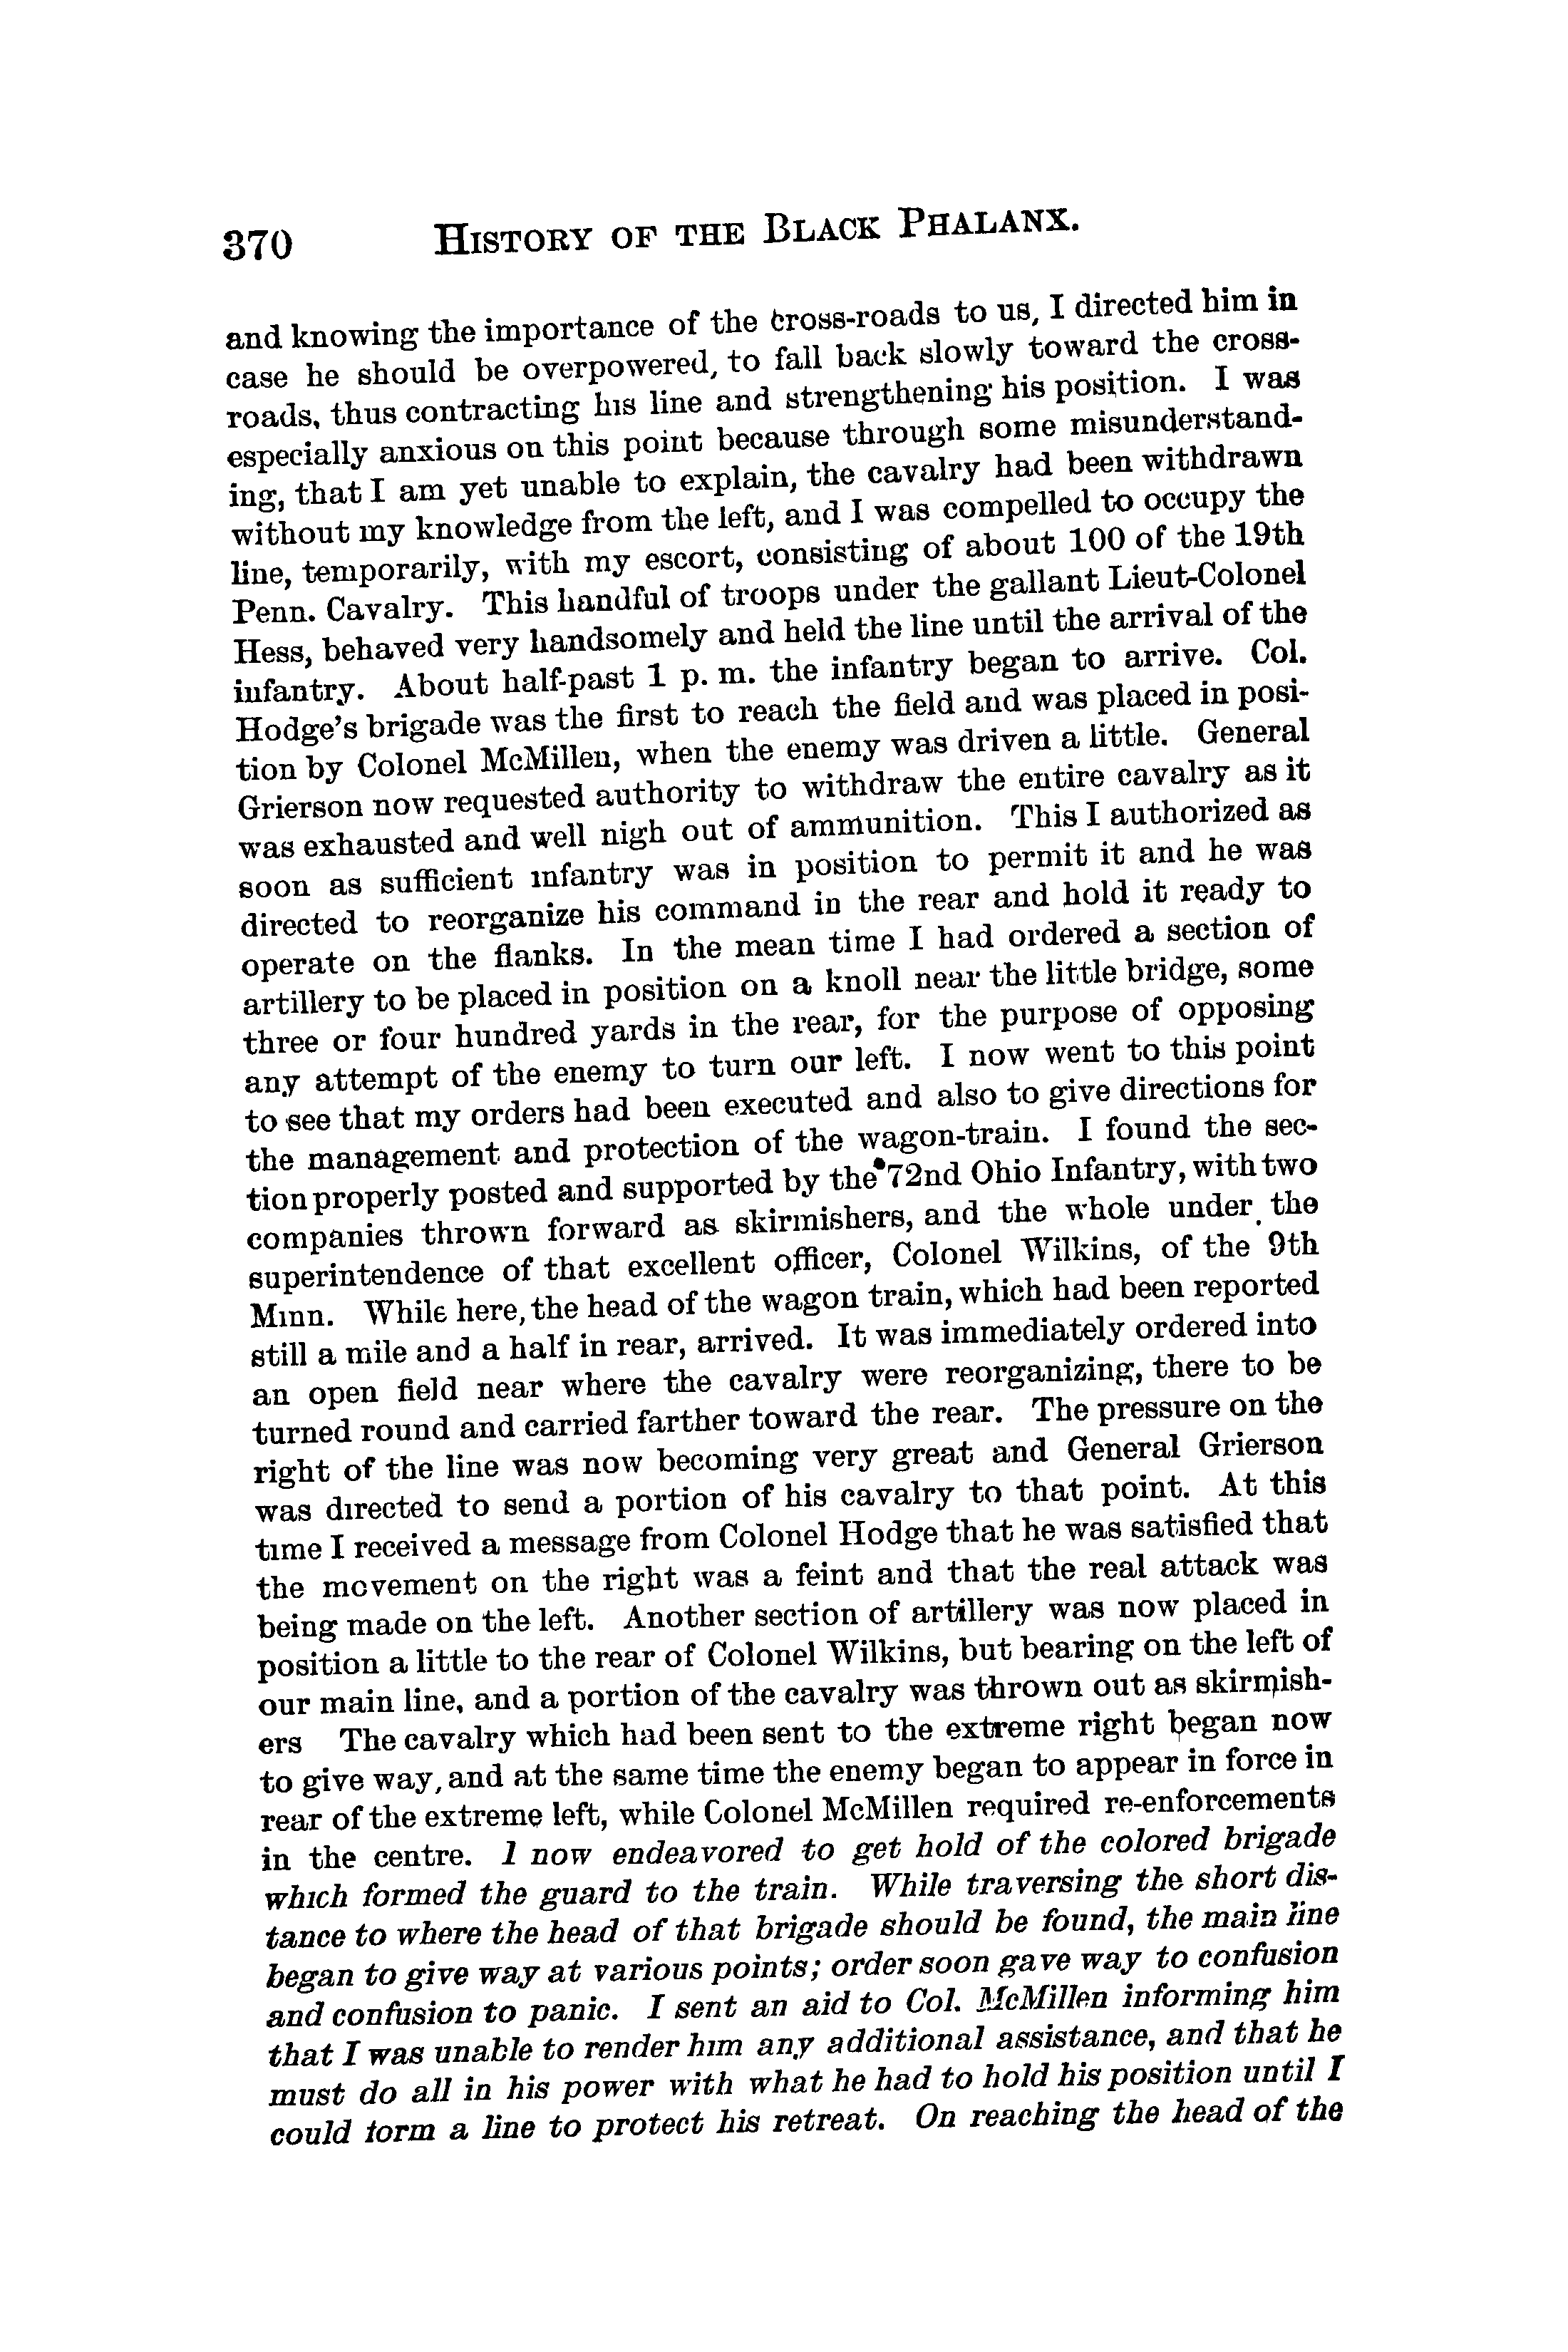 370 HISTORY OF THE BLACK PHALANX.
and knowing the importance of the cross-roads to us, I directed him in
case he should be overpowered, to fall back slowly toward the cross-
roads, thus contracting his line and strengthening his position. I was
especially anxious on this point because through some misunderstand-
ing, that I am yet unable to explain, the cavalry had been withdrawn
without my knowledge from the left, and I was compelled to occupy the
line, temporarily, with my escort, consisting of about 100 of the 19th
Penn. Cavalry. This handful of troops under the gallant Lieut-Colonel
Hess, behaved very handsomely and held the line until the arrival of the
infantry. About half-past 1 p. m. the infantry began to arrive. Col.
Hodge's brigade was the first to reach the field and was placed in posi-
tion by Colonel McMillen, when the enemy was driven a little. General
Grierson now requested authority to withdraw the entire cavalry as it
was exhausted and well nigh out of ammunition. This I authorized as
soon as sufficient infantry was in position to permit it and he was
directed to reorganize his command in the rear and hold it ready to
operate on the flanks. In the mean time I had ordered a section of
artillery to be placed in position on a knoll near the little bridge, some
three or four hundred yards in the rear, for the purpose of opposing
any attempt of the enemy to turn our left. I now went to this point
to see that my orders had been executed and also to give directions for
the management and protection of the wagon-train. I found the sec-
tion properly posted and supported by the 72nd Ohio Infantry, with two
companies thrown forward as skirmishers, and the whole under the
superintendence of that excellent officer, Colonel Wilkins, of the 9th
Minn. While here, the head of the wagon train, which had been reported
still a mile and a half in rear, arrived. It was immediately ordered into
an open field near where the cavalry were reorganizing, there to be
turned round and carried farther toward the rear. The pressure on the
right of the line was now becoming very great and General Grierson
was directed to send a portion of his cavalry to that point. At this
time I received a message from Colonel Hodge that he was satisfied that
the movement on the right was a feint and that the real attack was
being made on the left. Another section of artillery was now placed in
position a little to the rear of Colonel Wilkins, but bearing on the left of
our main line, and a portion of the cavalry was thrown out as skirmish-
ers The cavalry which had been sent to the extreme right began now
to give way, and at the same time the enemy began to appear in force in
rear of the extreme left, while Colonel McMillen required re-enforcements
in the centre. I now endeavored to get hold of the colored brigade
which formed the guard to the train. While traversing the short dis-
tance to where the head of that brigade should be found, the main line
began to give way at various points; order soon gave way to confusion
and confusion to panic. I sent an aid to Col. McMillen informing him
that I was unable to render him any additional assistance, and that he
must do all in his power with what he had to hold his position until I
could form a line to protect his retreat. On reaching the head of the